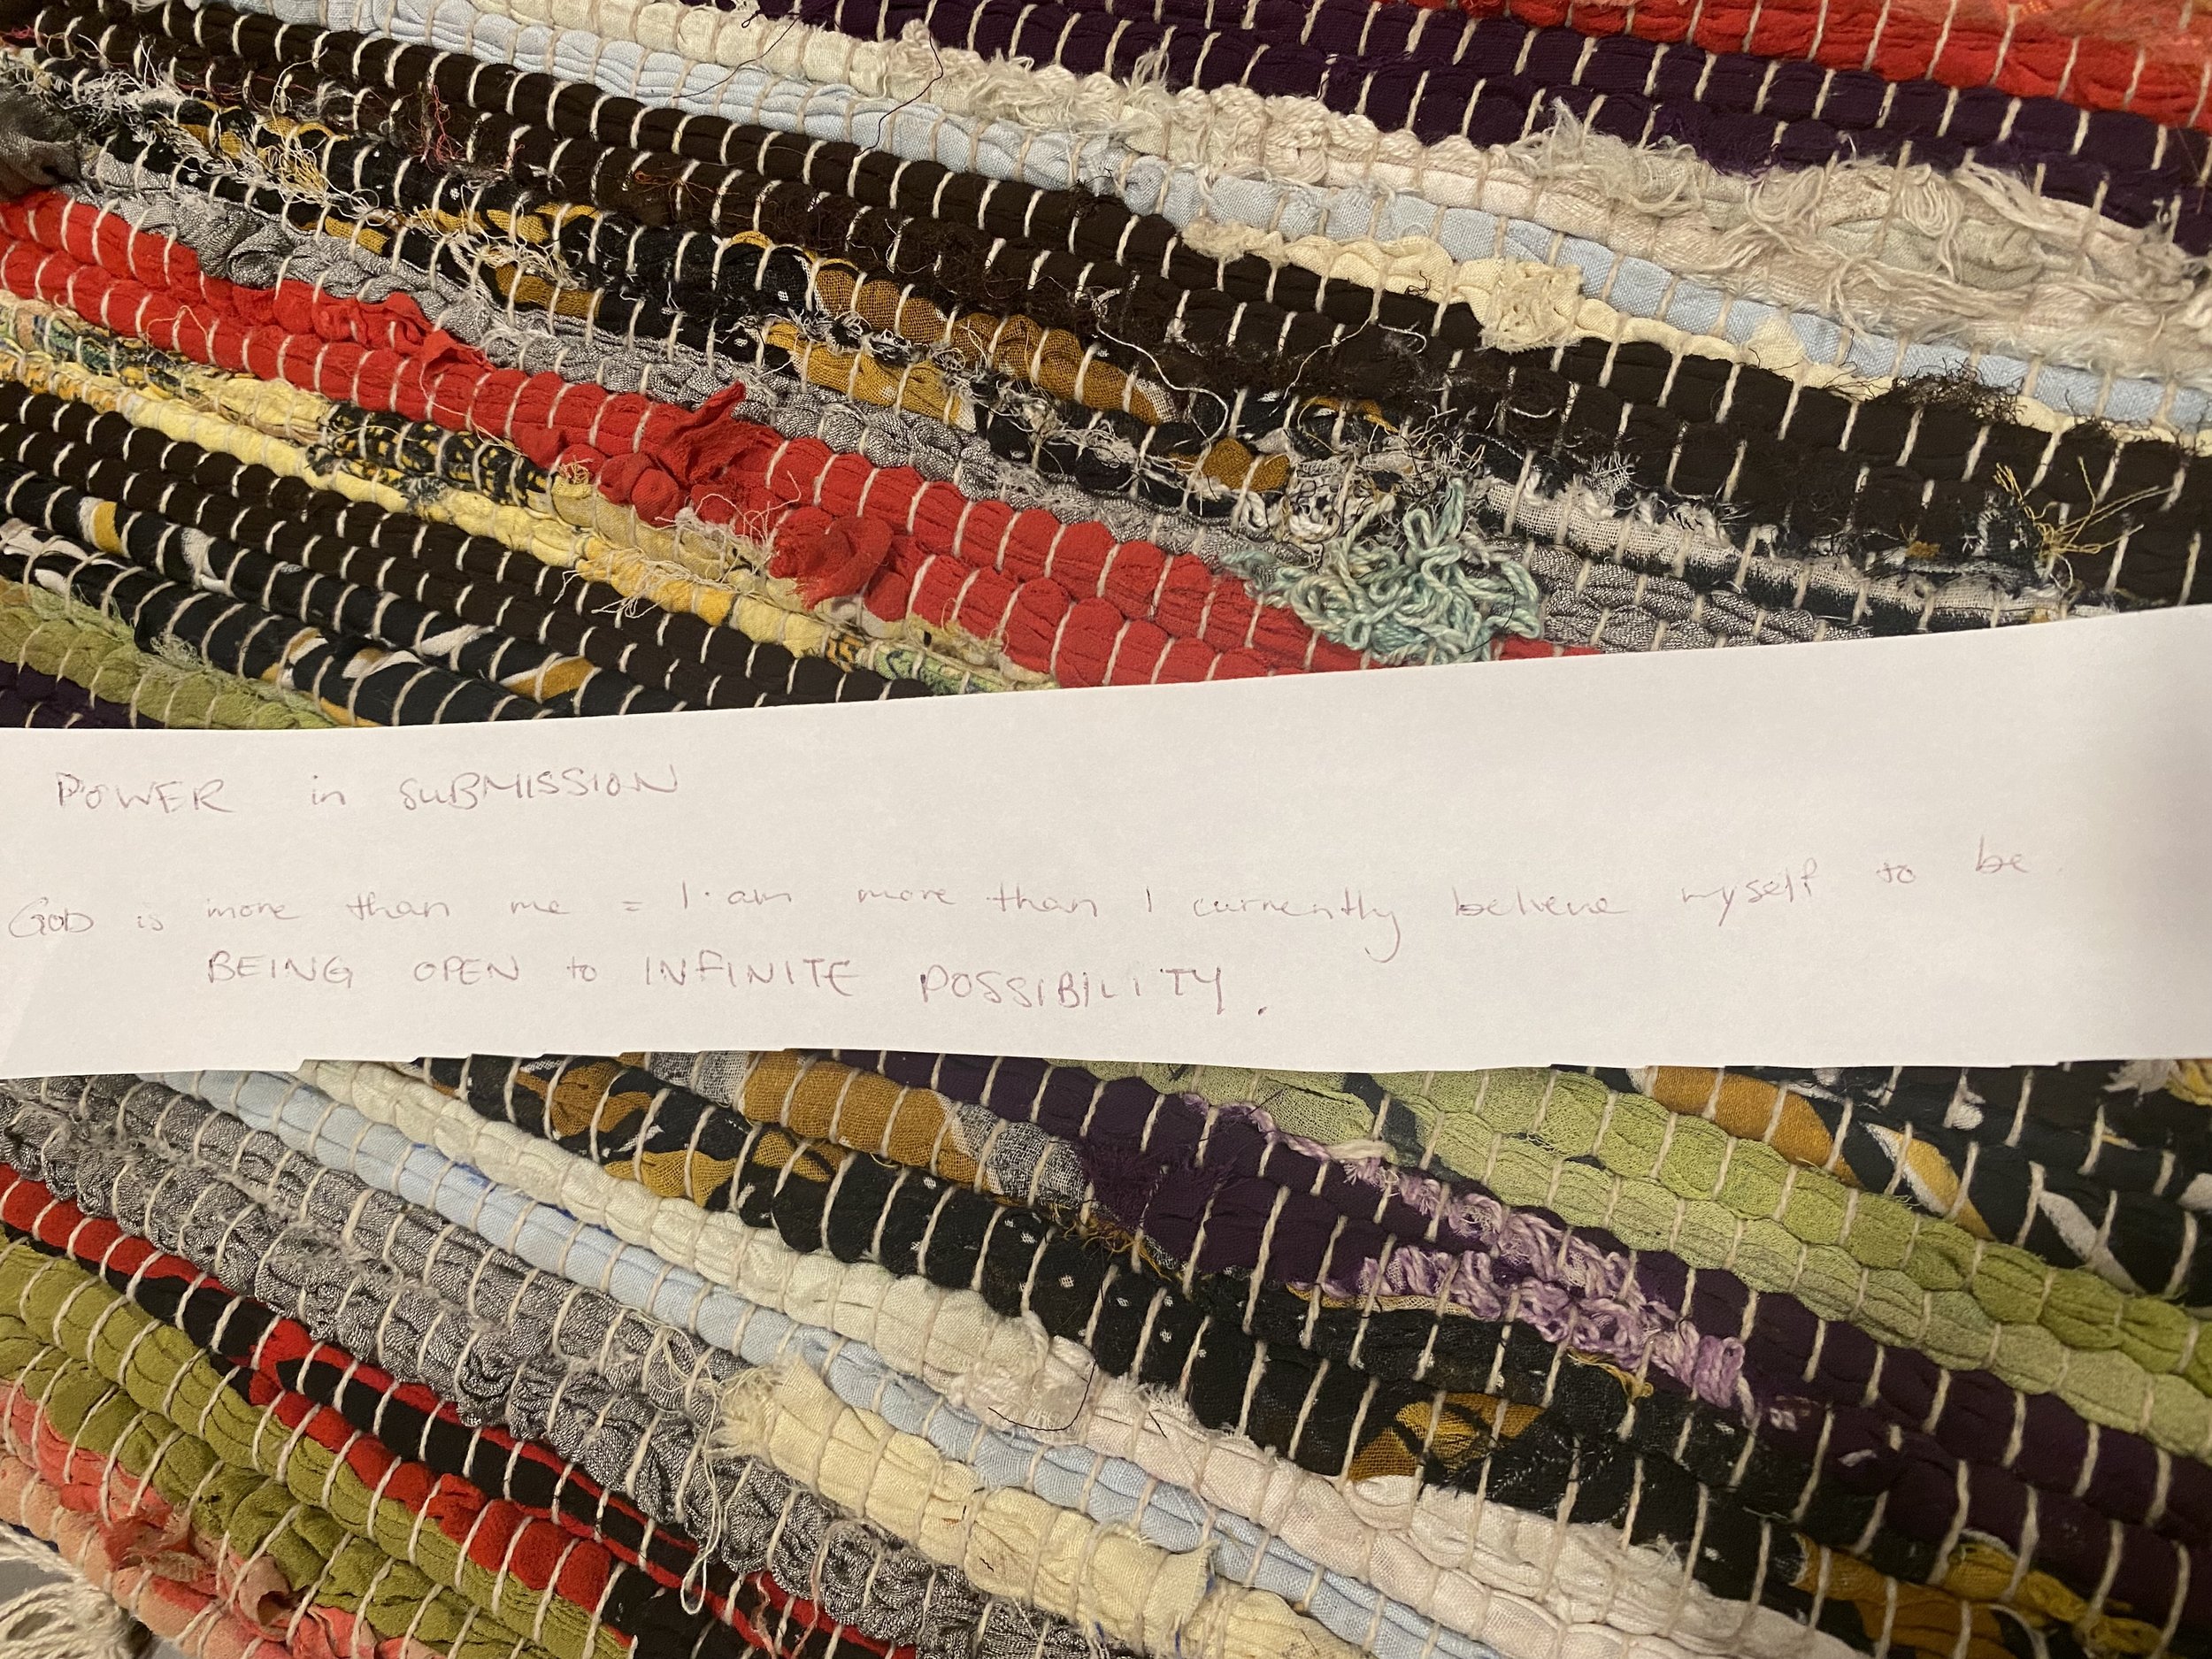 POWER in SUBMISSION
GOD is more than me = I am more than I currently believe myself to be
BEING OPEN to INFINITE POSSIBILITY.